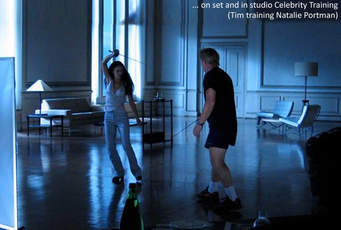 ... on set and in studio Celebrity Training
(Tim training Natalie Portman)